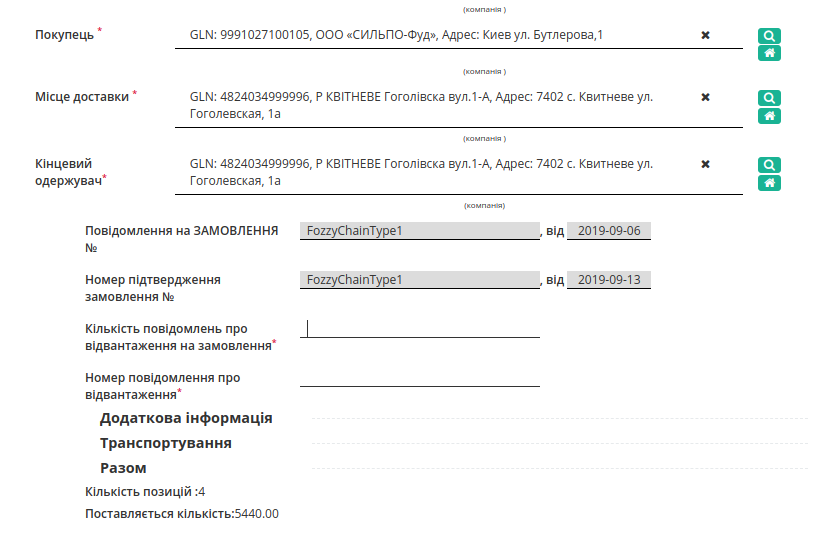 (компанія )
Покупець * GLN: 9991027100105, ООО «СИЛЬПО-Фуд», Адрес: Киев ул. Бутлерова,1 ✖
(компанія )
Місце доставки * GLN: 4824034999996, Р КВІТНЕВЕ Гоголівска вул.1-А, Адрес: 7402 с. Квитневе ул. ✖
Гоголевская, 1а
(компанія )
Кінцевий GLN: 4824034999996, Р КВІТНЕВЕ Гоголівска вул.1-А, Адрес: 7402 с. Квитневе ул. ✖
одержувач* Гоголевская, 1а
(компанія)
Повідомлення на ЗАМОВЛЕННЯ FozzyChainType1 , від 2019-09-06
№
Номер підтвердження FozzyChainType1 , від 2019-09-13
замовлення №
Кількість повідомлень про
відвантаження на замовлення*
Номер повідомлення про
відвантаження*
Додаткова інформація
Транспортування
Разом
Кількість позицій :4
Поставляється кількість:5440.00